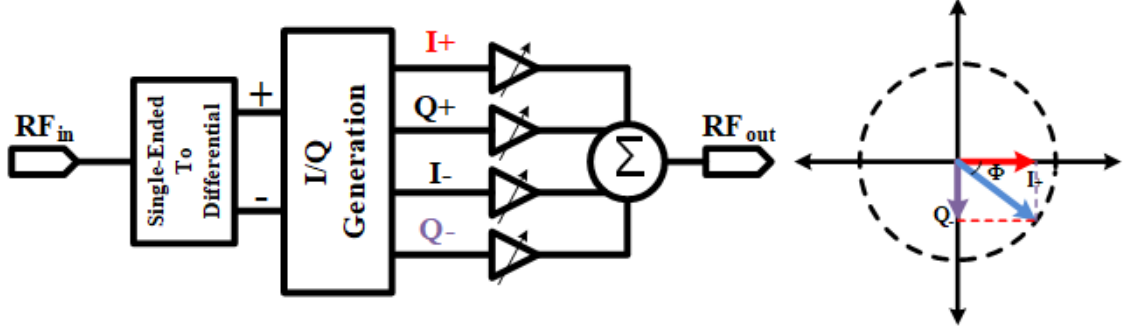 RFin
Single-Ended
To
Differential
+
-
I/Q
Generation
I+
Q+
I-
Q-
Σ
RFout
Φ
I+
Q-